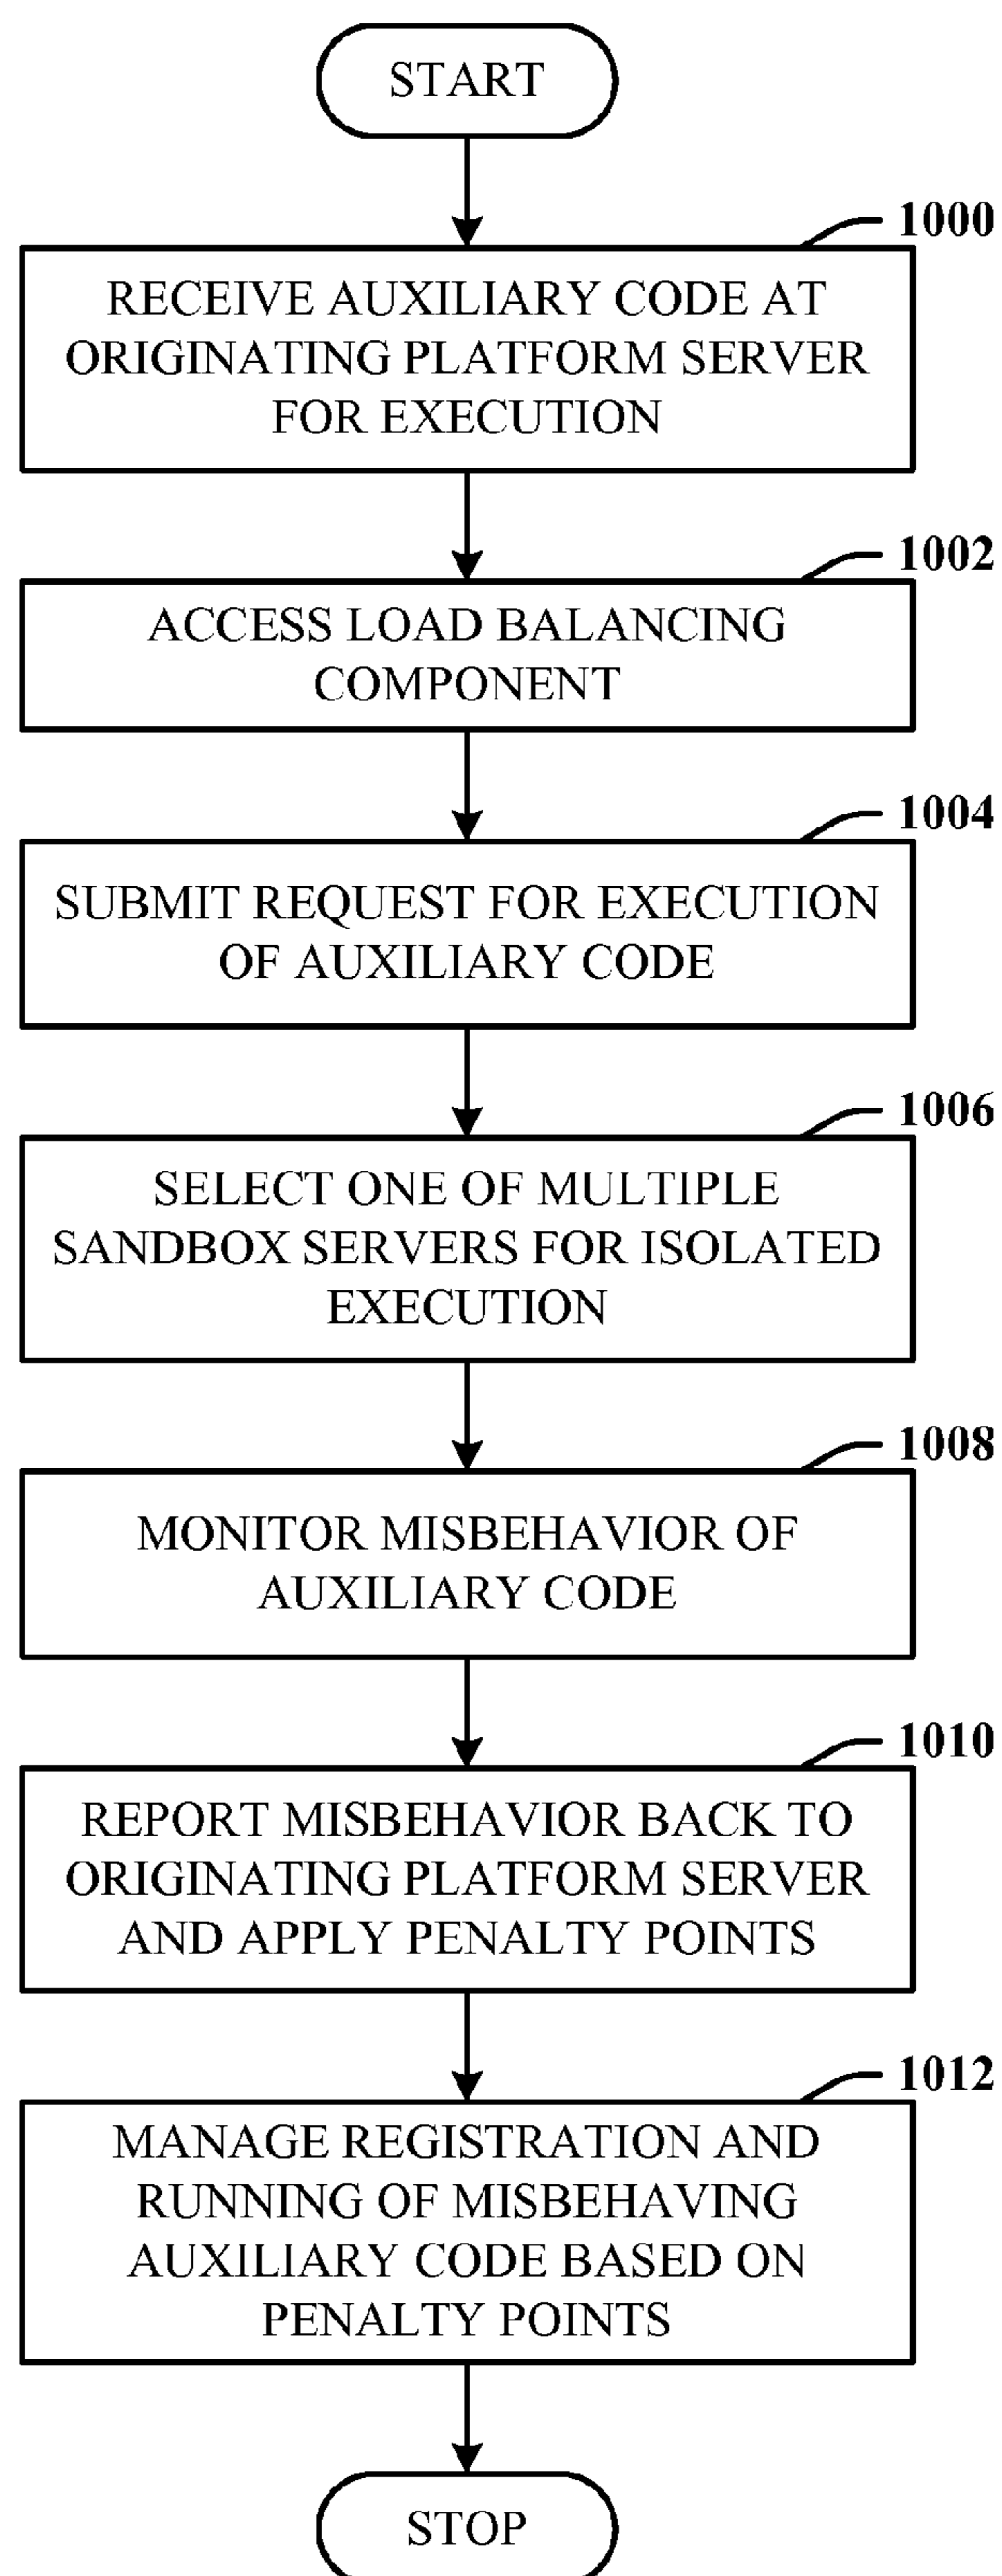 START
1000
RECEIVE AUXILIARY CODE AT
ORIGINATING PLATFORM SERVER
FOR EXECUTION
1002
ACCESS LOAD BALANCING
COMPONENT
1004
SUBMIT REQUEST FOR EXECUTION
OF AUXILIARY CODE
1006
SELECT ONE OF MULTIPLE
SANDBOX SERVERS FOR ISOLATED
EXECUTION
1008
MONITOR MISBEHAVIOR OF
AUXILIARY CODE
1010
REPORT MISBEHAVIOR BACK TO
ORIGINATING PLATFORM SERVER
AND APPLY PENALTY POINTS
1012
MANAGE REGISTRATION AND
RUNNING OF MISBEHAVING
AUXILIARY CODE BASED ON
PENALTY POINTS
STOP